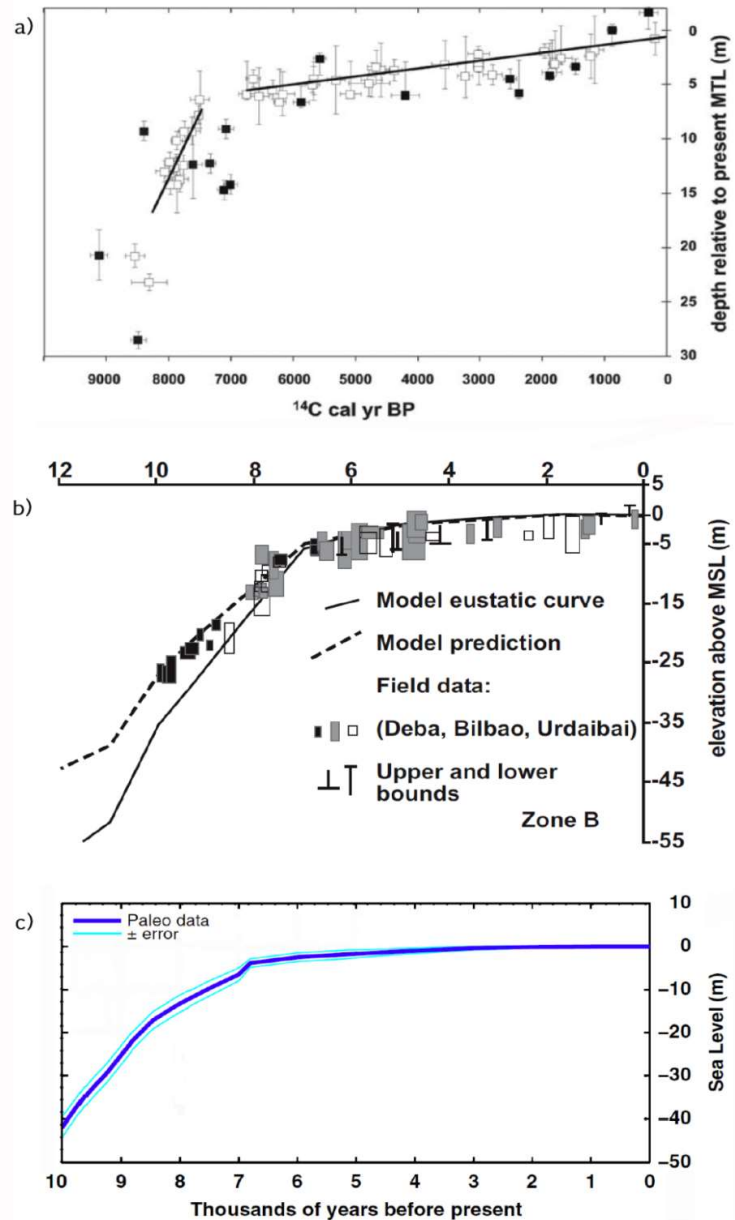 a)
0
5
10
15
20
25
30
depth relative to present MTL (m)
9000 8000 7000 6000 5000 4000 3000 2000 1000 0
¹⁴C cal yr BP
b)
12 10 8 6 4 2 0
5
0
-5
-15
-25
-35
-45
-55
elevation above MSL (m)
Model eustatic curve
Model prediction
Field data:
(Deba, Bilbao, Urdaibai)
Upper and lower
bounds
Zone B
c)
Paleo data
± error
10
0
−10
−20
−30
−40
−50
Sea Level (m)
10 9 8 7 6 5 4 3 2 1 0
Thousands of years before present